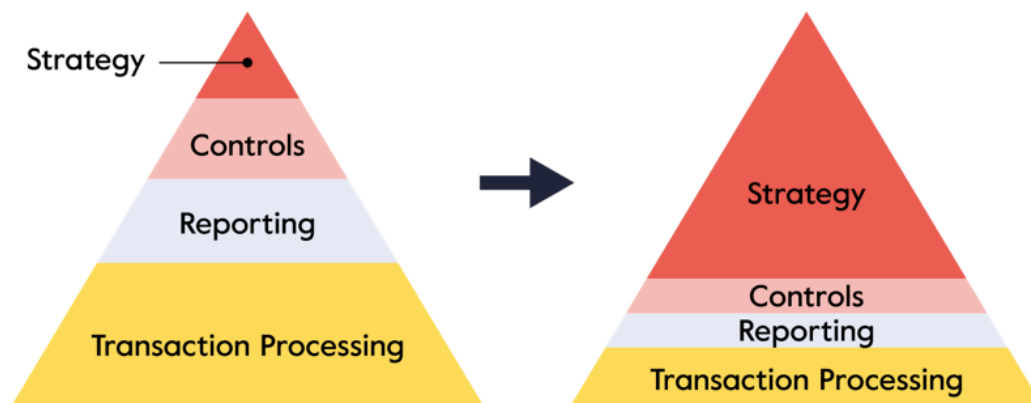 Strategy
Controls
Reporting
Transaction Processing
Strategy
Controls
Reporting
Transaction Processing